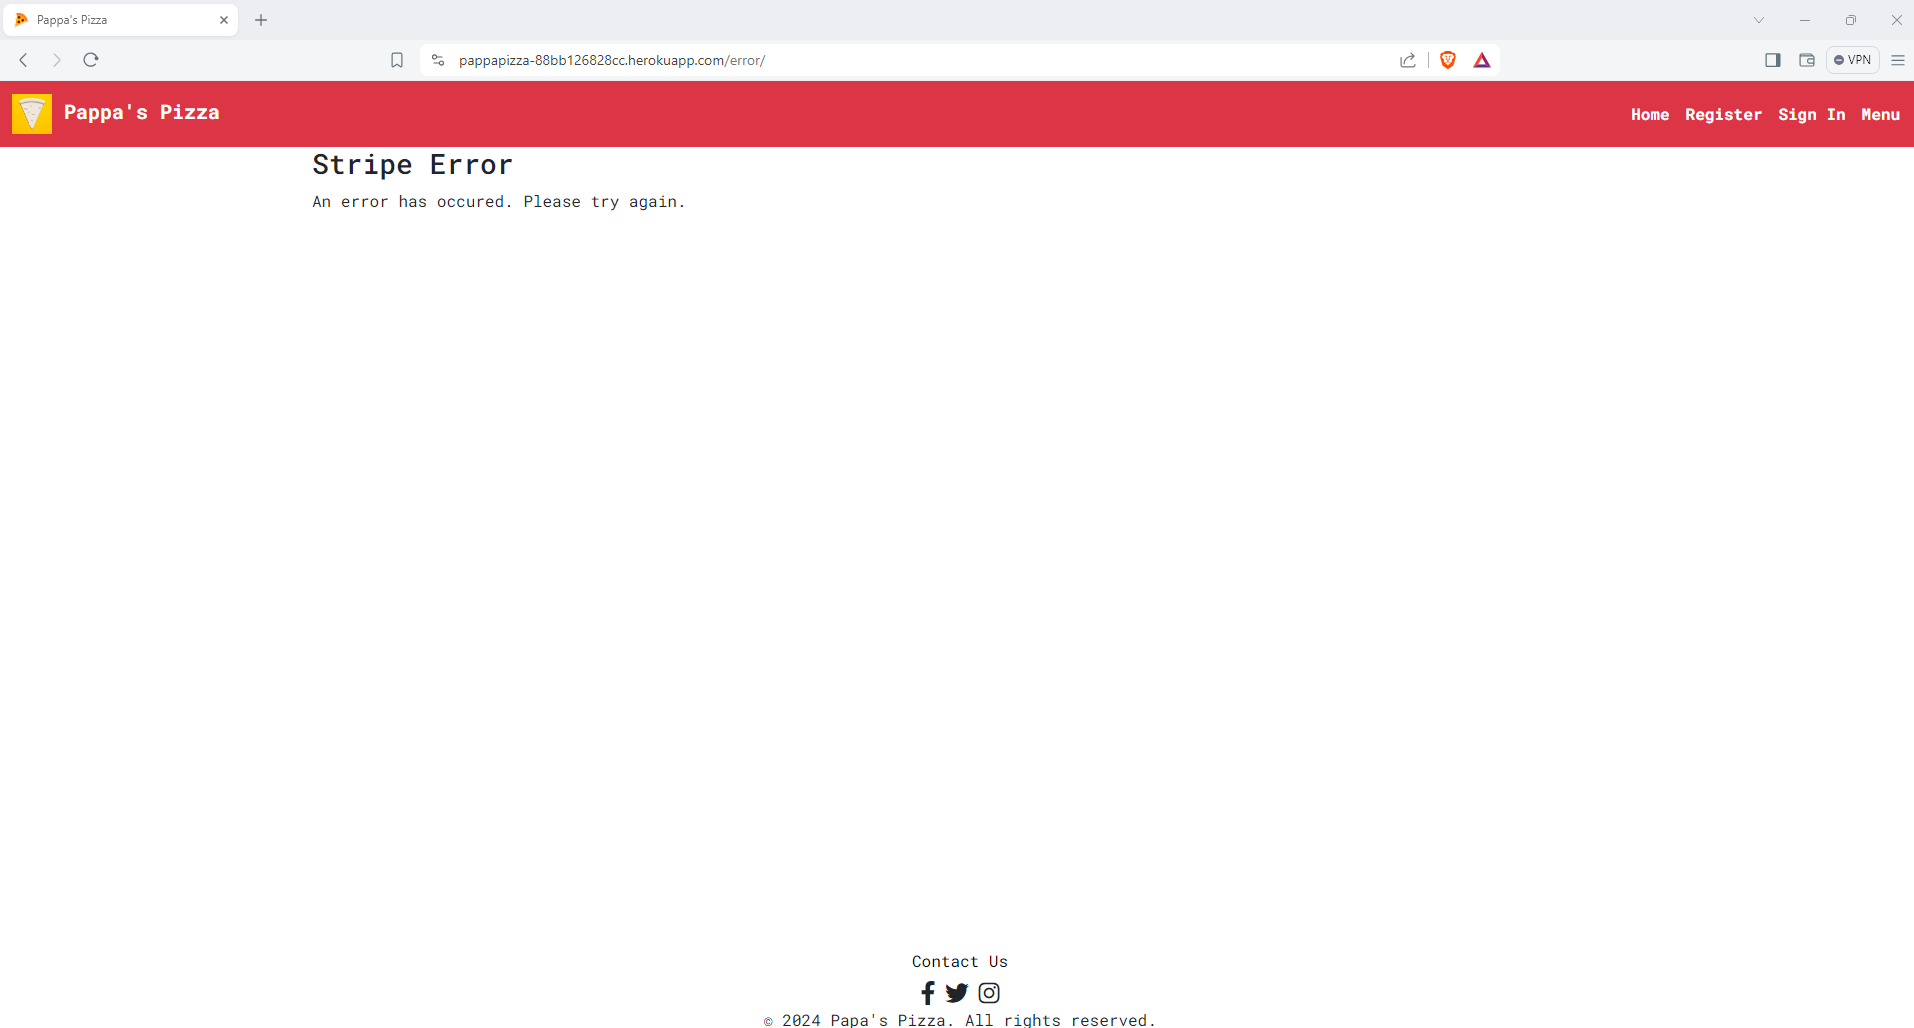 Pappa's Pizza
pappapizza-88bb126828cc.herokuapp.com/error/
VPN
Pappa's Pizza
Home Register Sign In Menu
Stripe Error
An error has occured. Please try again.
Contact Us
© 2024 Papa's Pizza. All rights reserved.